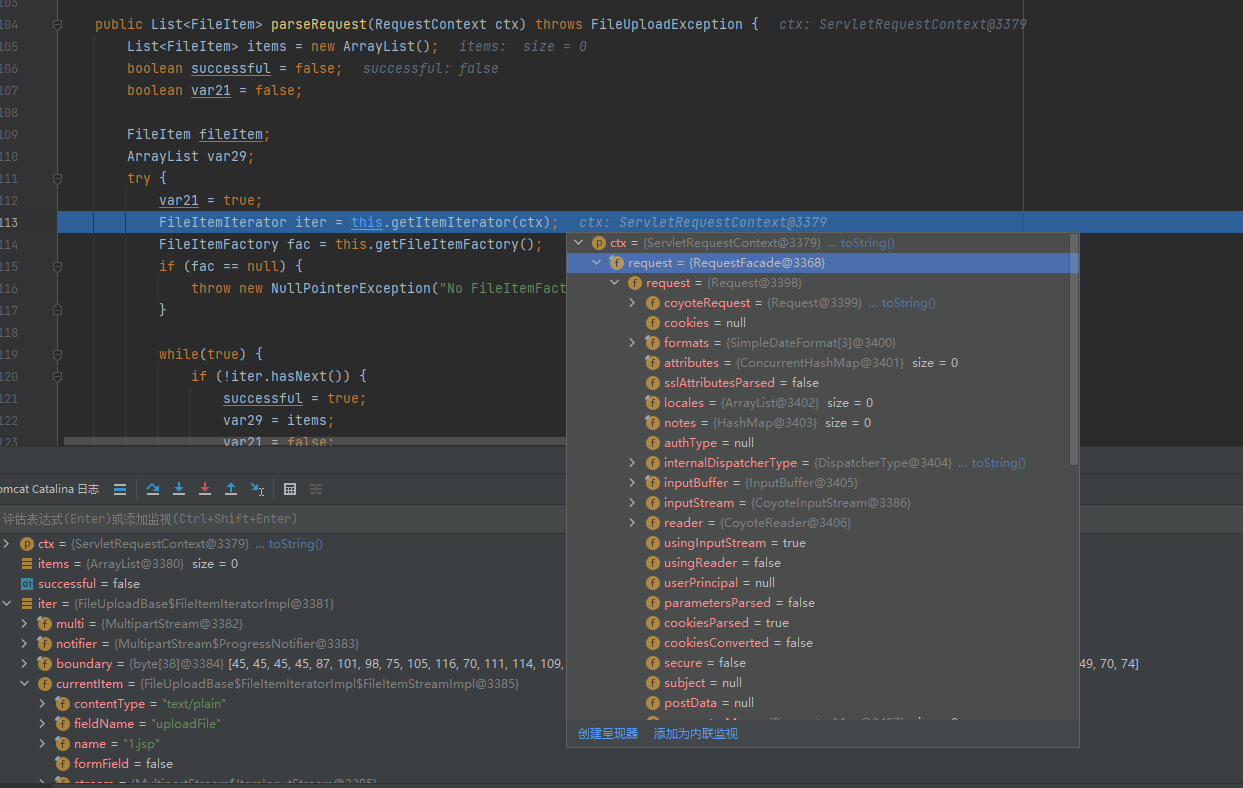 103
104 public List<FileItem> parseRequest(RequestContext ctx) throws FileUploadException { ctx: ServletRequestContext@3379
105 List<FileItem> items = new ArrayList(); items: size = 0
106 boolean successful = false; successful: false
107 boolean var21 = false;
108
109 FileItem fileItem;
110 ArrayList var29;
111 try {
112 var21 = true;
113 FileItemIterator iter = this.getItemIterator(ctx); ctx: ServletRequestContext@3379
114 FileItemFactory fac = this.getFileItemFactory();
115 if (fac == null) {
116 throw new NullPointerException("No FileItemFact
117 }
118
119 while(true) {
120 if (!iter.hasNext()) {
121 successful = true;
122 var29 = items;
123 var21 = false;
ctx = {ServletRequestContext@3379} ... toString()
request = {RequestFacade@3368}
request = {Request@3398}
coyoteRequest = {Request@3399} ... toString()
cookies = null
formats = {SimpleDateFormat[3]@3400}
attributes = {ConcurrentHashMap@3401} size = 0
sslAttributesParsed = false
locales = {ArrayList@3402} size = 0
notes = {HashMap@3403} size = 0
authType = null
internalDispatcherType = {DispatcherType@3404} ... toString()
inputBuffer = {InputBuffer@3405}
inputStream = {CoyoteInputStream@3386}
reader = {CoyoteReader@3406}
usingInputStream = true
usingReader = false
userPrincipal = null
parametersParsed = false
cookiesParsed = true
cookiesConverted = false
secure = false
subject = null
postData = null
创建呈现器 添加为内联监视
omcat Catalina 日志
评估表达式(Enter)或添加监视(Ctrl+Shift+Enter)
ctx = {ServletRequestContext@3379} ... toString()
items = {ArrayList@3380} size = 0
successful = false
iter = {FileUploadBase$FileItemIteratorImpl@3381}
multi = {MultipartStream@3382}
notifier = {MultipartStream$ProgressNotifier@3383}
boundary = {byte[38]@3384} [45, 45, 45, 45, 87, 101, 98, 75, 105, 116, 70, 111, 114, 109, 49, 70, 74]
currentItem = {FileUploadBase$FileItemIteratorImpl$FileItemStreamImpl@3385}
contentType = "text/plain"
fieldName = "uploadFile"
name = "1.jsp"
formField = false
stream = {MultipartStream$ItemInputStream@3395}